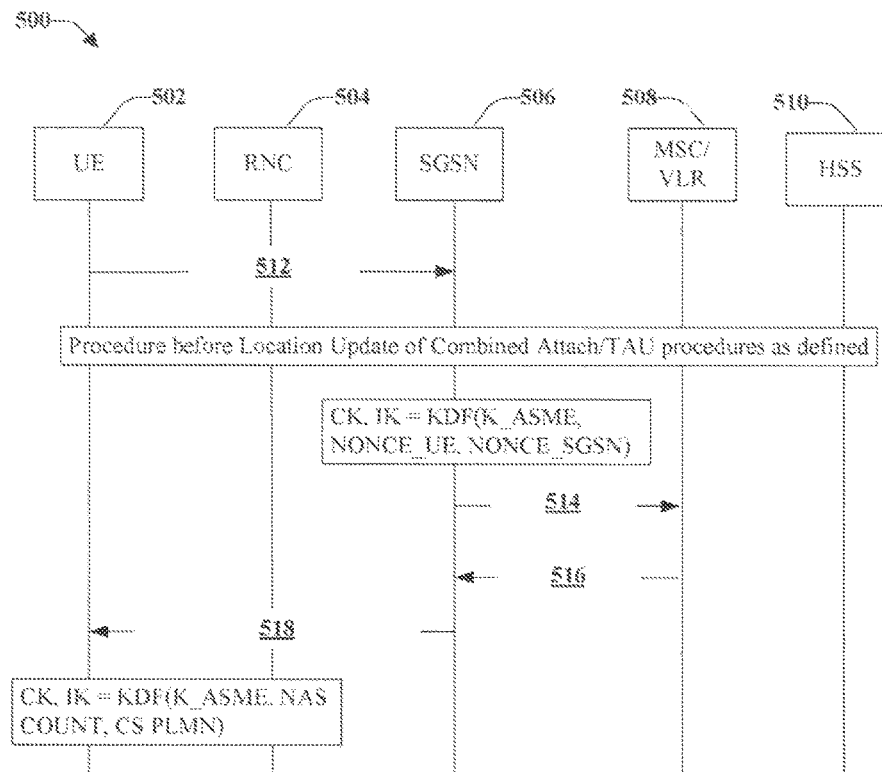 500
502
504
506
508
510
UE
RNC
SGSN
MSC/
VLR
HSS
512
Procedure before Location Update of Combined Attach/TAU procedures as defined
CK, IK = KDF(K_ASME,
NONCE_UE, NONCE_SGSN)
514
516
518
CK, IK = KDF(K_ASME, NAS
COUNT, CS PLMN)